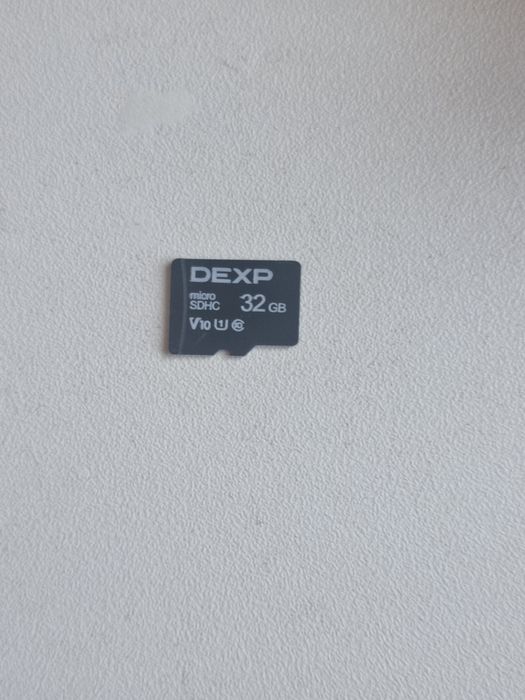 DEXP
micro
SDHC 32 GB
V10 U1 C10